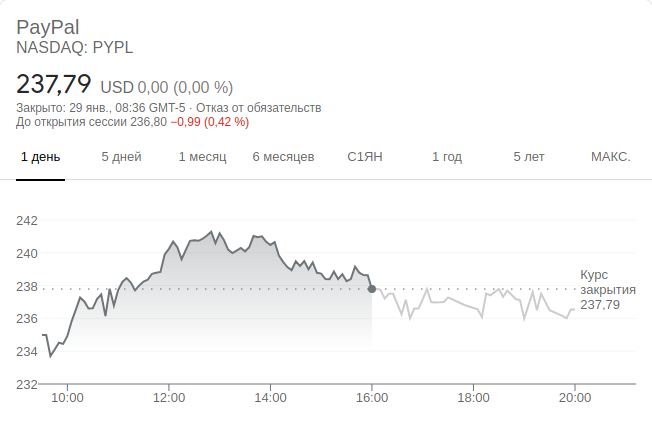 PayPal
NASDAQ: PYPL
237,79 USD 0,00 (0,00 %)
Закрыто: 29 янв., 08:36 GMT-5 · Отказ от обязательств
До открытия сессии 236,80 −0,99 (0,42 %)
1 день 5 дней 1 месяц 6 месяцев С1ЯН 1 год 5 лет МАКС.
242
240
238
236
234
232
Курс
закрытия
237,79
10:00 12:00 14:00 16:00 18:00 20:00